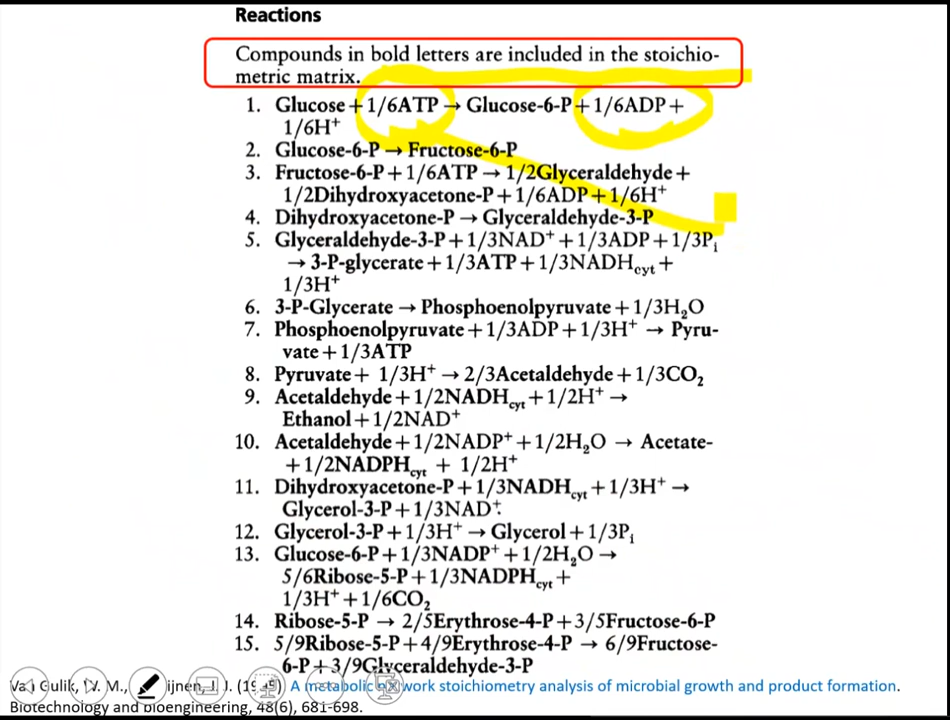 Reactions
Compounds in bold letters are included in the stoichio-
metric matrix.
1. Glucose+1/6ATP → Glucose-6-P+1/6ADP+
1/6H⁺
2. Glucose-6-P → Fructose-6-P
3. Fructose-6-P+1/6ATP → 1/2Glyceraldehyde+
1/2Dihydroxyacetone-P+1/6ADP+1/6H⁺
4. Dihydroxyacetone-P → Glyceraldehyde-3-P
5. Glyceraldehyde-3-P+1/3NAD⁺+1/3ADP+1/3Pᵢ
→ 3-P-glycerate+1/3ATP+1/3NADHcyt+
1/3H⁺
6. 3-P-Glycerate → Phosphoenolpyruvate+1/3H₂O
7. Phosphoenolpyruvate+1/3ADP+1/3H⁺ → Pyru-
vate+1/3ATP
8. Pyruvate+ 1/3H⁺ → 2/3Acetaldehyde+1/3CO₂
9. Acetaldehyde+1/2NADHcyt+1/2H⁺ →
Ethanol+1/2NAD⁺
10. Acetaldehyde+1/2NADP⁺+1/2H₂O → Acetate-
+1/2NADPHcyt + 1/2H⁺
11. Dihydroxyacetone-P+1/3NADHcyt+1/3H⁺ →
Glycerol-3-P+1/3NAD⁺.
12. Glycerol-3-P+1/3H⁺ → Glycerol+1/3Pᵢ
13. Glucose-6-P+1/3NADP⁺+1/2H₂O →
5/6Ribose-5-P+1/3NADPHcyt+
1/3H⁺+1/6CO₂
14. Ribose-5-P → 2/5Erythrose-4-P+3/5Fructose-6-P
15. 5/9Ribose-5-P+4/9Erythrose-4-P → 6/9Fructose-
6-P+3/9Glyceraldehyde-3-P
Gulik, W. M., A metabolic network stoichiometry analysis of microbial growth and product formation.
Biotechnology and bioengineering, 48(6), 681-698.